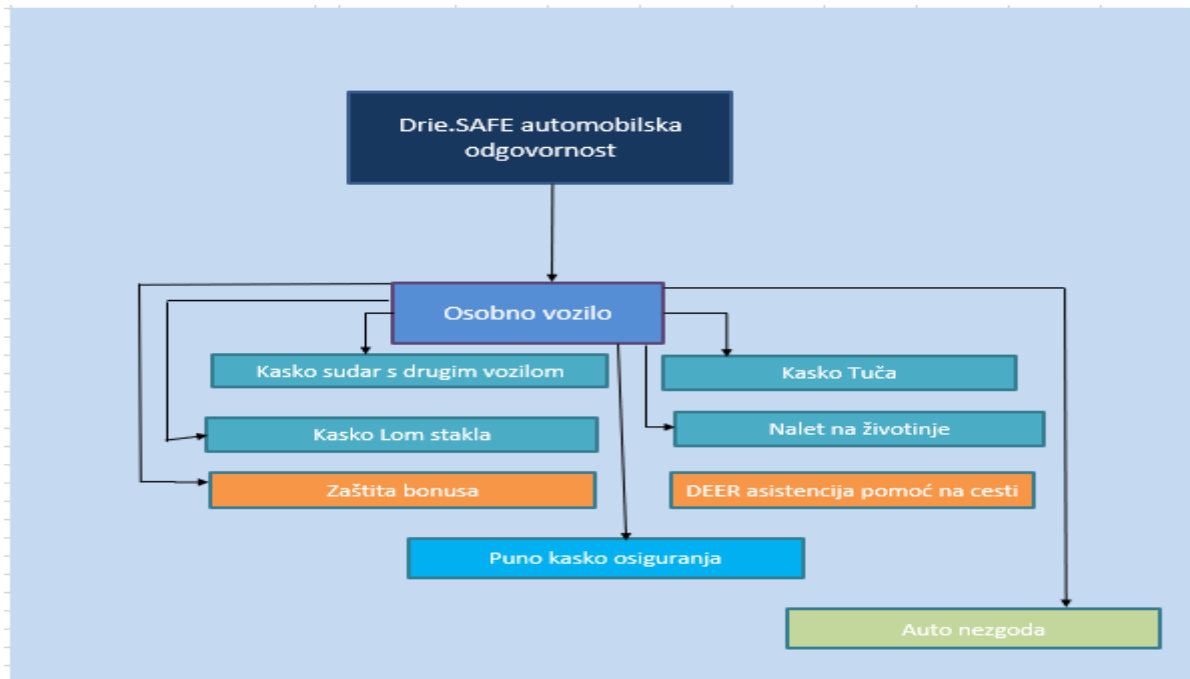 Drie.SAFE automobilska
odgovornost
Osobno vozilo
Kasko sudar s drugim vozilom
Kasko Tuča
Kasko Lom stakla
Nalet na životinje
Zaštita bonusa
DEER asistencija pomoć na cesti
Puno kasko osiguranja
Auto nezgoda